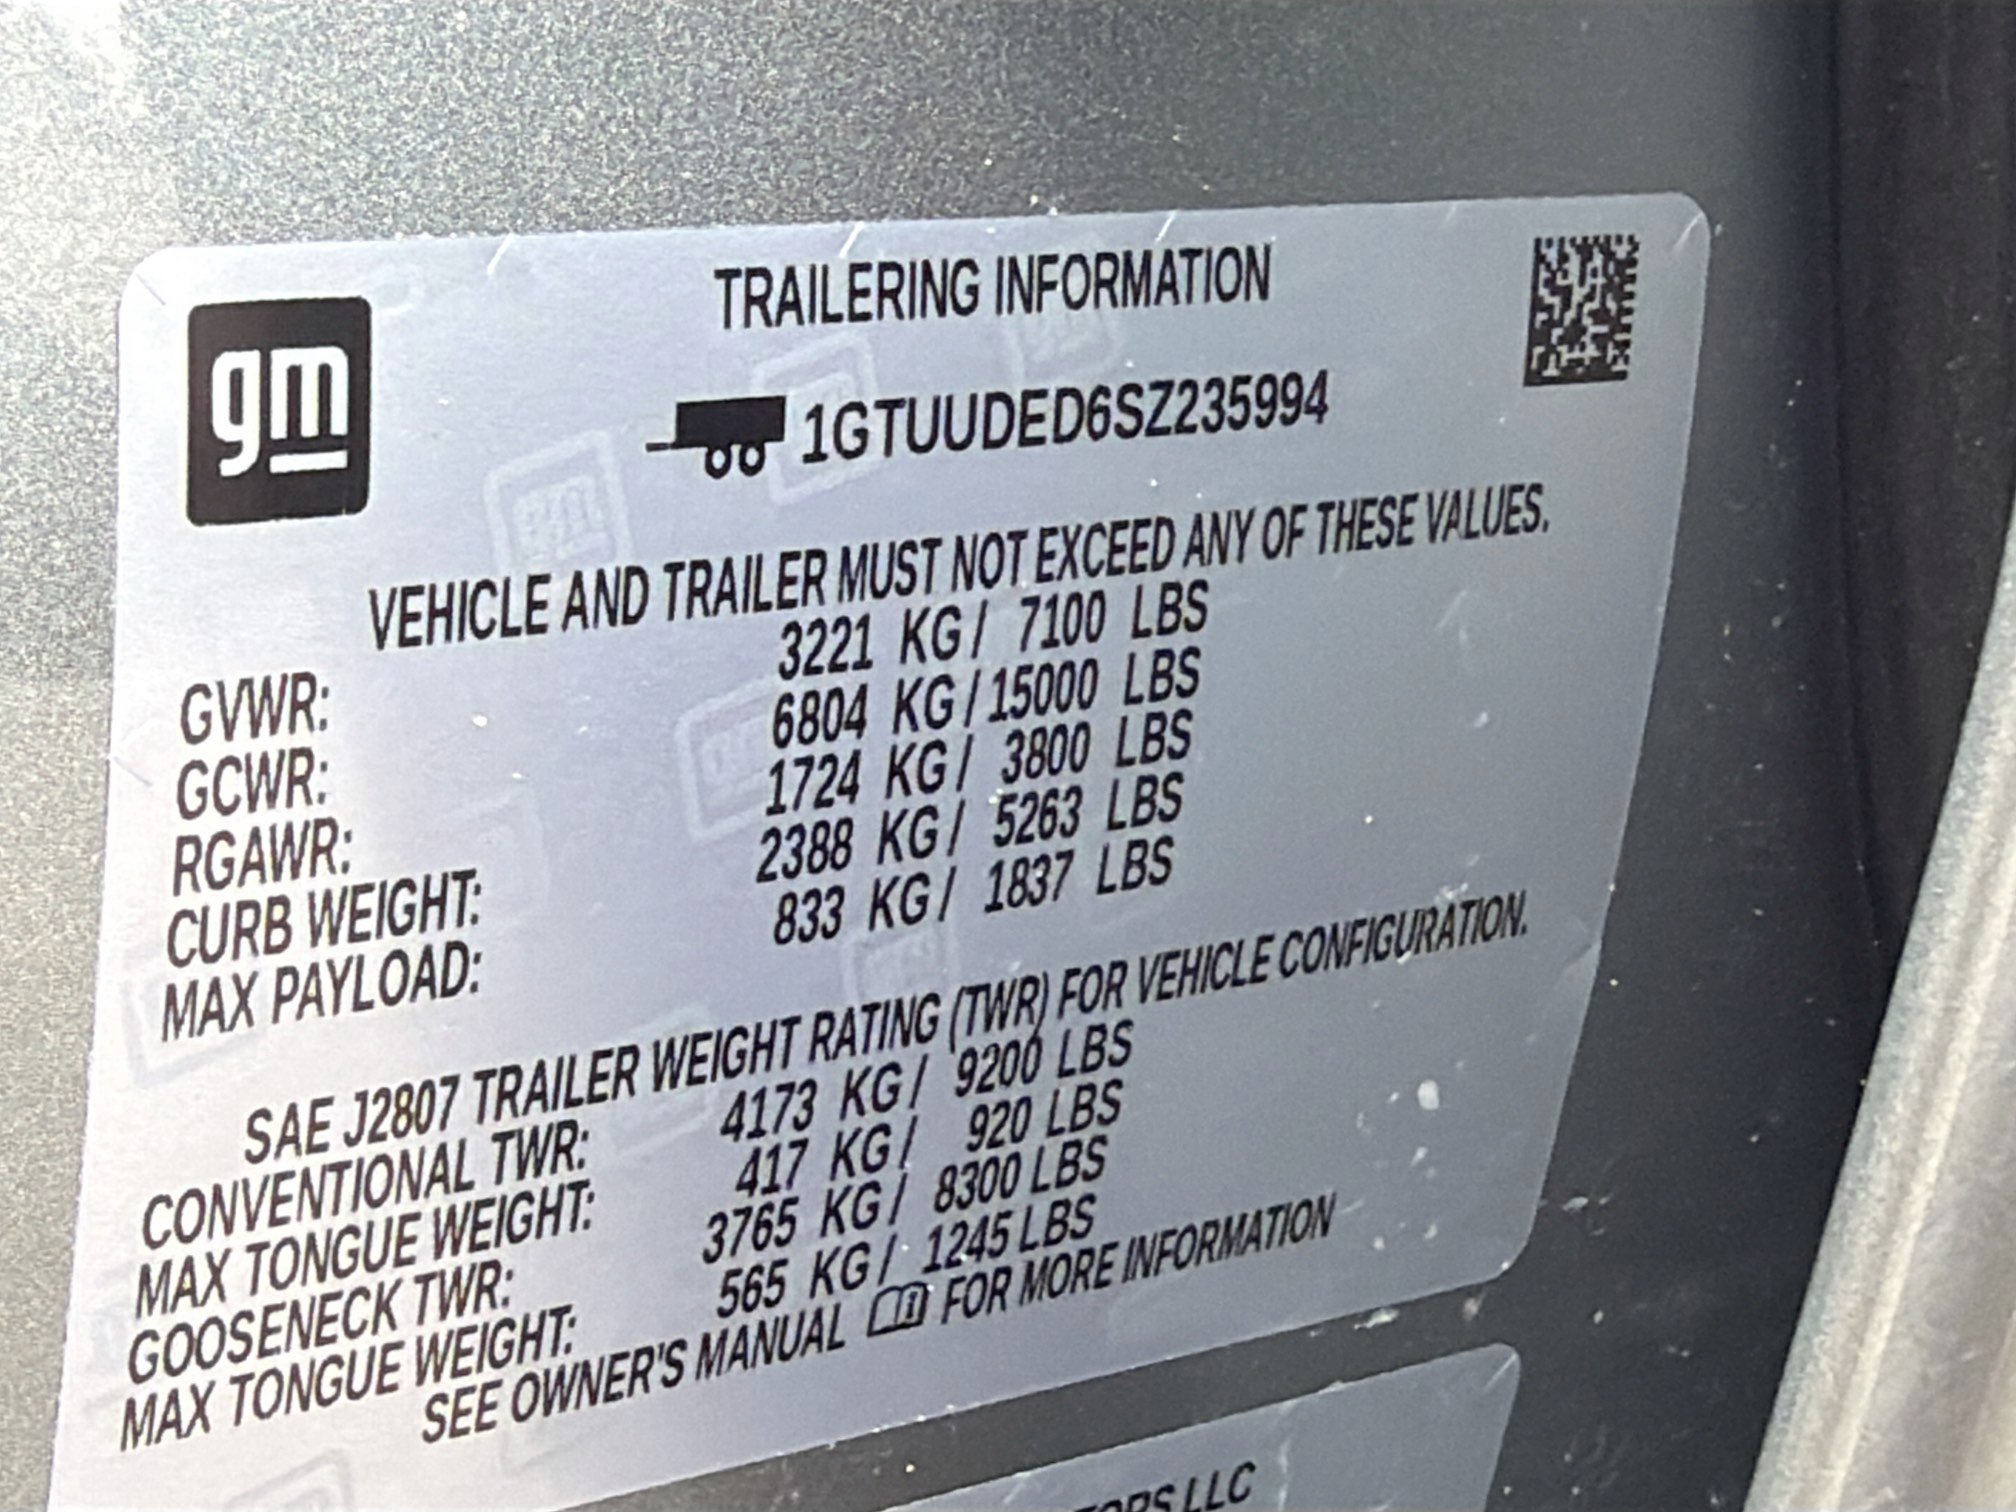 gm
TRAILERING INFORMATION
1GTUUDED6SZ235994
VEHICLE AND TRAILER MUST NOT EXCEED ANY OF THESE VALUES.
GVWR: 3221 KG/ 7100 LBS
GCWR: 6804 KG/15000 LBS
RGAWR: 1724 KG/ 3800 LBS
CURB WEIGHT: 2388 KG/ 5263 LBS
MAX PAYLOAD: 833 KG/ 1837 LBS
SAE J2807 TRAILER WEIGHT RATING (TWR) FOR VEHICLE CONFIGURATION.
CONVENTIONAL TWR: 4173 KG/ 9200 LBS
MAX TONGUE WEIGHT: 417 KG/ 920 LBS
GOOSENECK TWR: 3765 KG/ 8300 LBS
MAX TONGUE WEIGHT: 565 KG/ 1245 LBS
SEE OWNER'S MANUAL FOR MORE INFORMATION
LLC